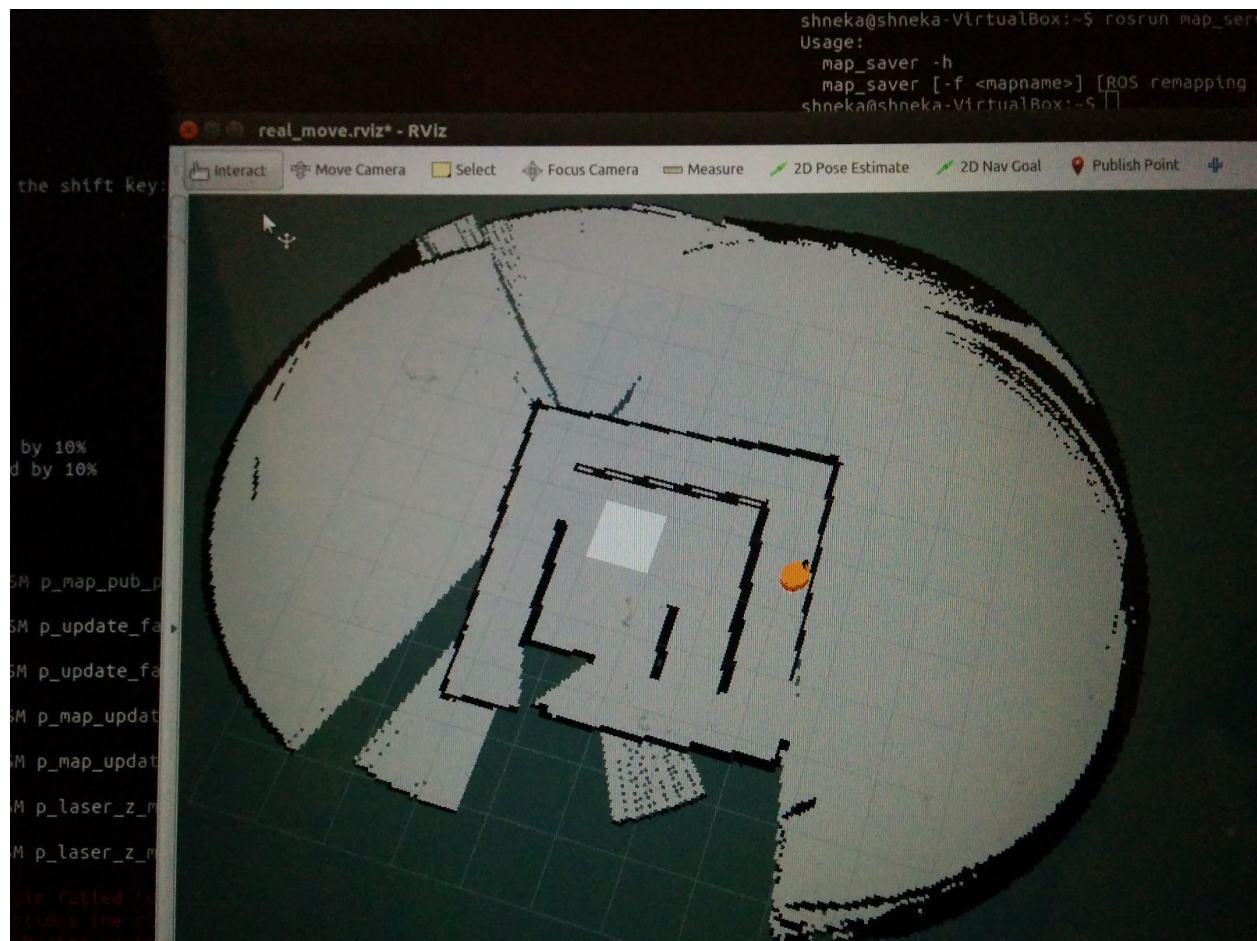 shneka@shneka-VirtualBox:~$ rosrun map_ser
Usage:
map_saver -h
map_saver [-f <mapname>] [ROS remapping
shneka@shneka-VirtualBox:~$
real_move.rviz* - RViz
Interact Move Camera Select Focus Camera Measure 2D Pose Estimate 2D Nav Goal Publish Point
the shift key:
by 10%
d by 10%
SM p_map_pub_p
SM p_update_fa
SM p_update_fa
SM p_map_updat
SM p_map_updat
SM p_laser_z_m
SM p_laser_z_m
failed to